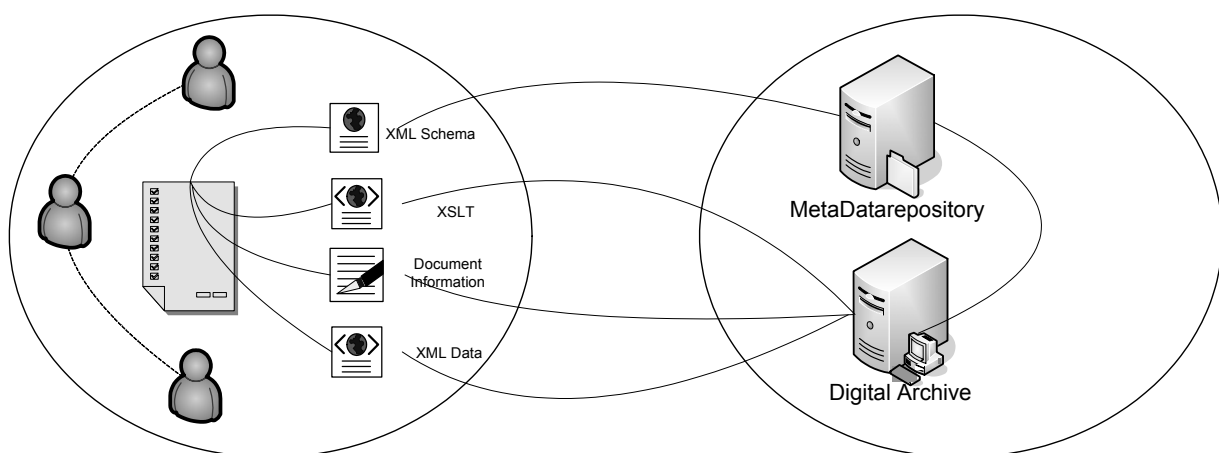 XML Schema
XSLT
Document
Information
XML Data
MetaDatarepository
Digital Archive